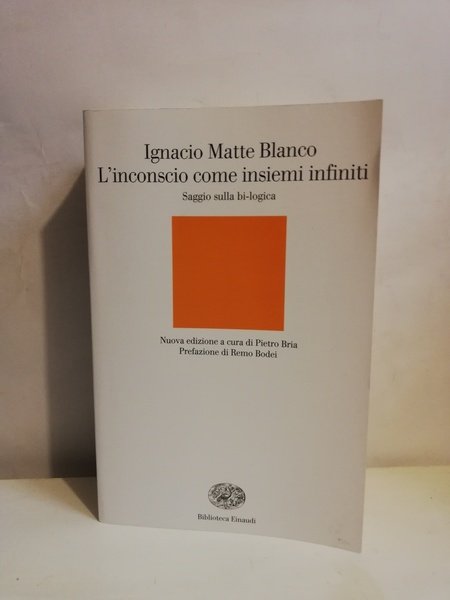 Ignacio Matte Blanco
L'inconscio come insiemi infiniti
Saggio sulla bi-logica
Nuova edizione a cura di Pietro Bria
Prefazione di Remo Bodei
Biblioteca Einaudi